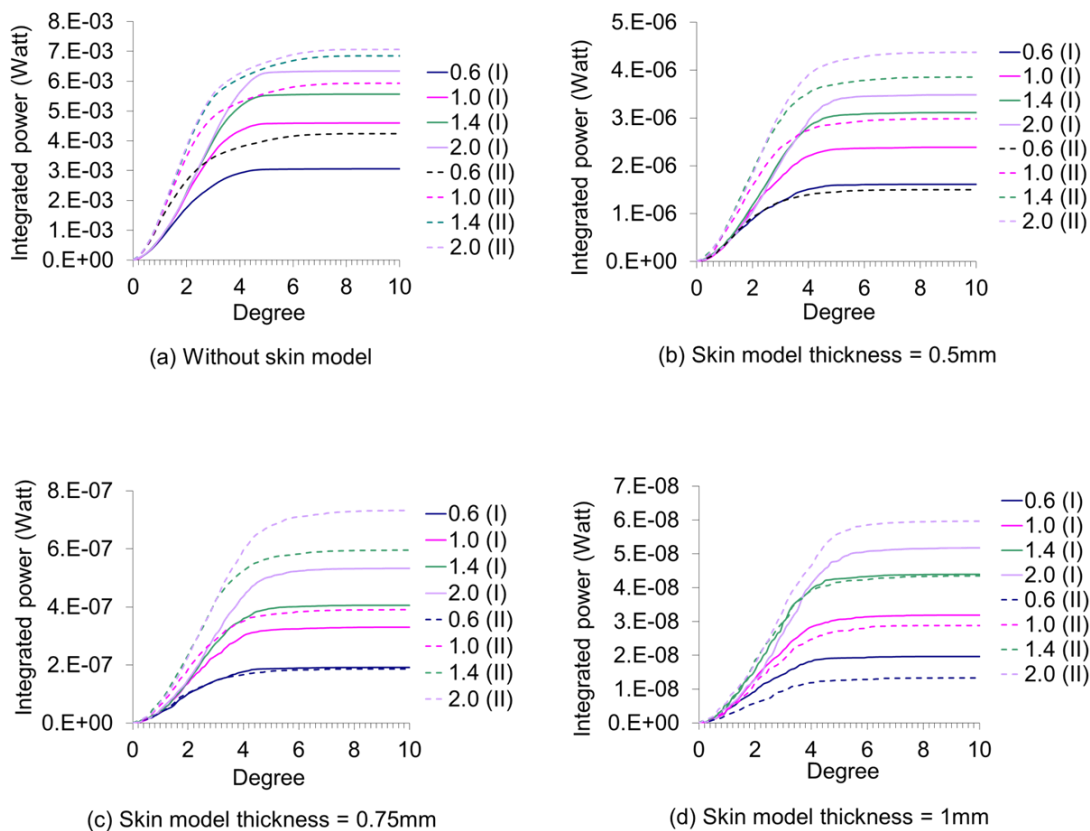 Integrated power (Watt)
8.E-03
7.E-03
6.E-03
5.E-03
4.E-03
3.E-03
2.E-03
1.E-03
0.E+00
0 2 4 6 8 10
Degree
0.6 (I)
1.0 (I)
1.4 (I)
2.0 (I)
0.6 (II)
1.0 (II)
1.4 (II)
2.0 (II)
(a) Without skin model
Integrated power (Watt)
5.E-06
4.E-06
3.E-06
2.E-06
1.E-06
0.E+00
0 2 4 6 8 10
Degree
0.6 (I)
1.0 (I)
1.4 (I)
2.0 (I)
0.6 (II)
1.0 (II)
1.4 (II)
2.0 (II)
(b) Skin model thickness = 0.5mm
Integrated power (Watt)
8.E-07
6.E-07
4.E-07
2.E-07
0.E+00
0 2 4 6 8 10
Degree
0.6 (I)
1.0 (I)
1.4 (I)
2.0 (I)
0.6 (II)
1.0 (II)
1.4 (II)
2.0 (II)
(c) Skin model thickness = 0.75mm
Integrated power (Watt)
7.E-08
6.E-08
5.E-08
4.E-08
3.E-08
2.E-08
1.E-08
0.E+00
0 2 4 6 8 10
Degree
0.6 (I)
1.0 (I)
1.4 (I)
2.0 (I)
0.6 (II)
1.0 (II)
1.4 (II)
2.0 (II)
(d) Skin model thickness = 1mm